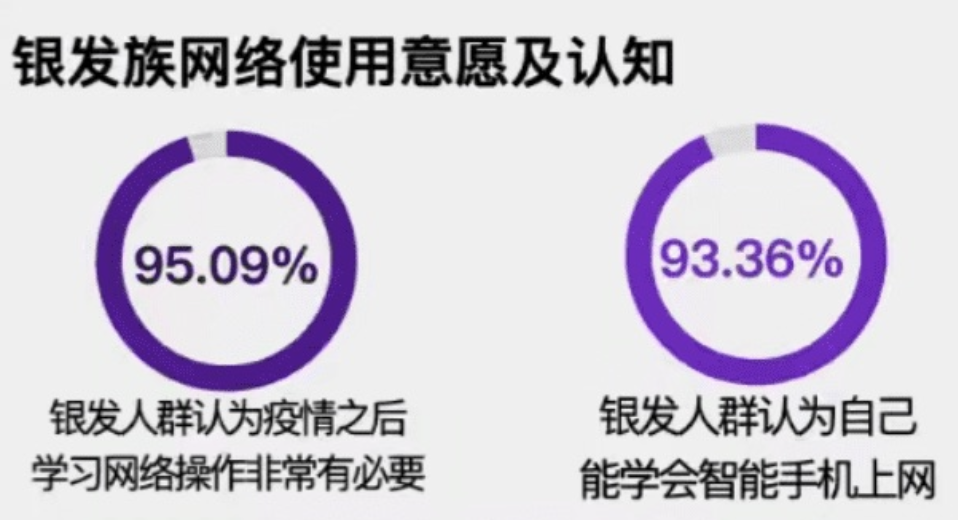 银发族网络使用意愿及认知
95.09%
银发人群认为疫情之后
学习网络操作非常有必要
93.36%
银发人群认为自己
能学会智能手机上网